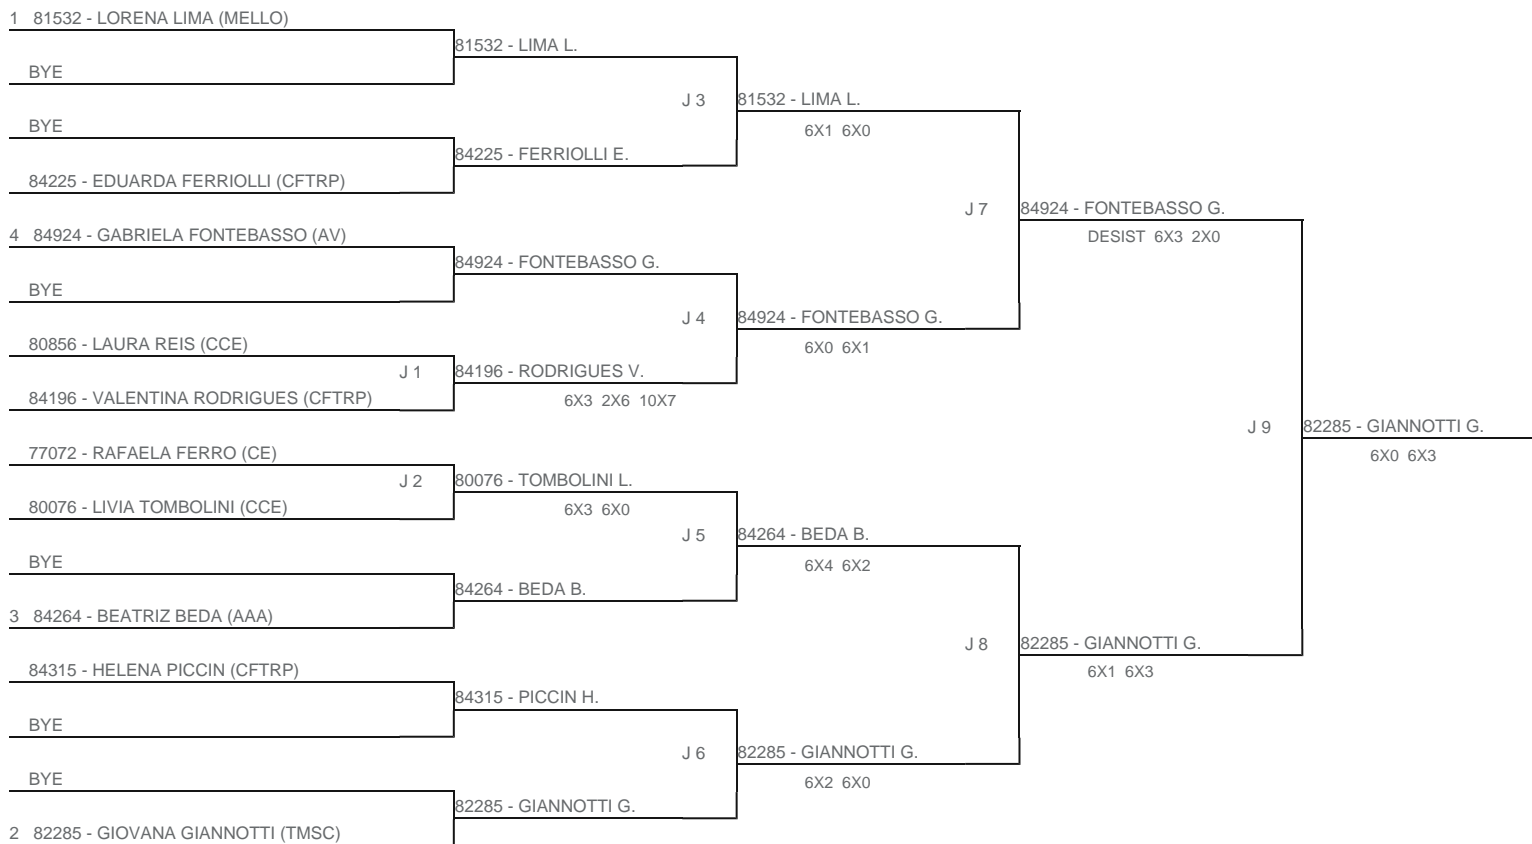 1 81532 - LORENA LIMA (MELLO)
81532 - LIMA L.
BYE
J 3
81532 - LIMA L.
6X1 6X0
BYE
84225 - FERRIOLLI E.
84225 - EDUARDA FERRIOLLI (CFTRP)
J 7
84924 - FONTEBASSO G.
DESIST 6X3 2X0
4 84924 - GABRIELA FONTEBASSO (AV)
84924 - FONTEBASSO G.
BYE
J 4
84924 - FONTEBASSO G.
6X0 6X1
80856 - LAURA REIS (CCE)
J 1
84196 - RODRIGUES V.
6X3 2X6 10X7
84196 - VALENTINA RODRIGUES (CFTRP)
J 9
82285 - GIANNOTTI G.
6X0 6X3
77072 - RAFAELA FERRO (CE)
J 2
80076 - TOMBOLINI L.
6X3 6X0
80076 - LIVIA TOMBOLINI (CCE)
J 5
84264 - BEDA B.
6X4 6X2
BYE
84264 - BEDA B.
3 84264 - BEATRIZ BEDA (AAA)
J 8
82285 - GIANNOTTI G.
6X1 6X3
84315 - HELENA PICCIN (CFTRP)
84315 - PICCIN H.
BYE
J 6
82285 - GIANNOTTI G.
6X2 6X0
BYE
82285 - GIANNOTTI G.
2 82285 - GIOVANA GIANNOTTI (TMSC)